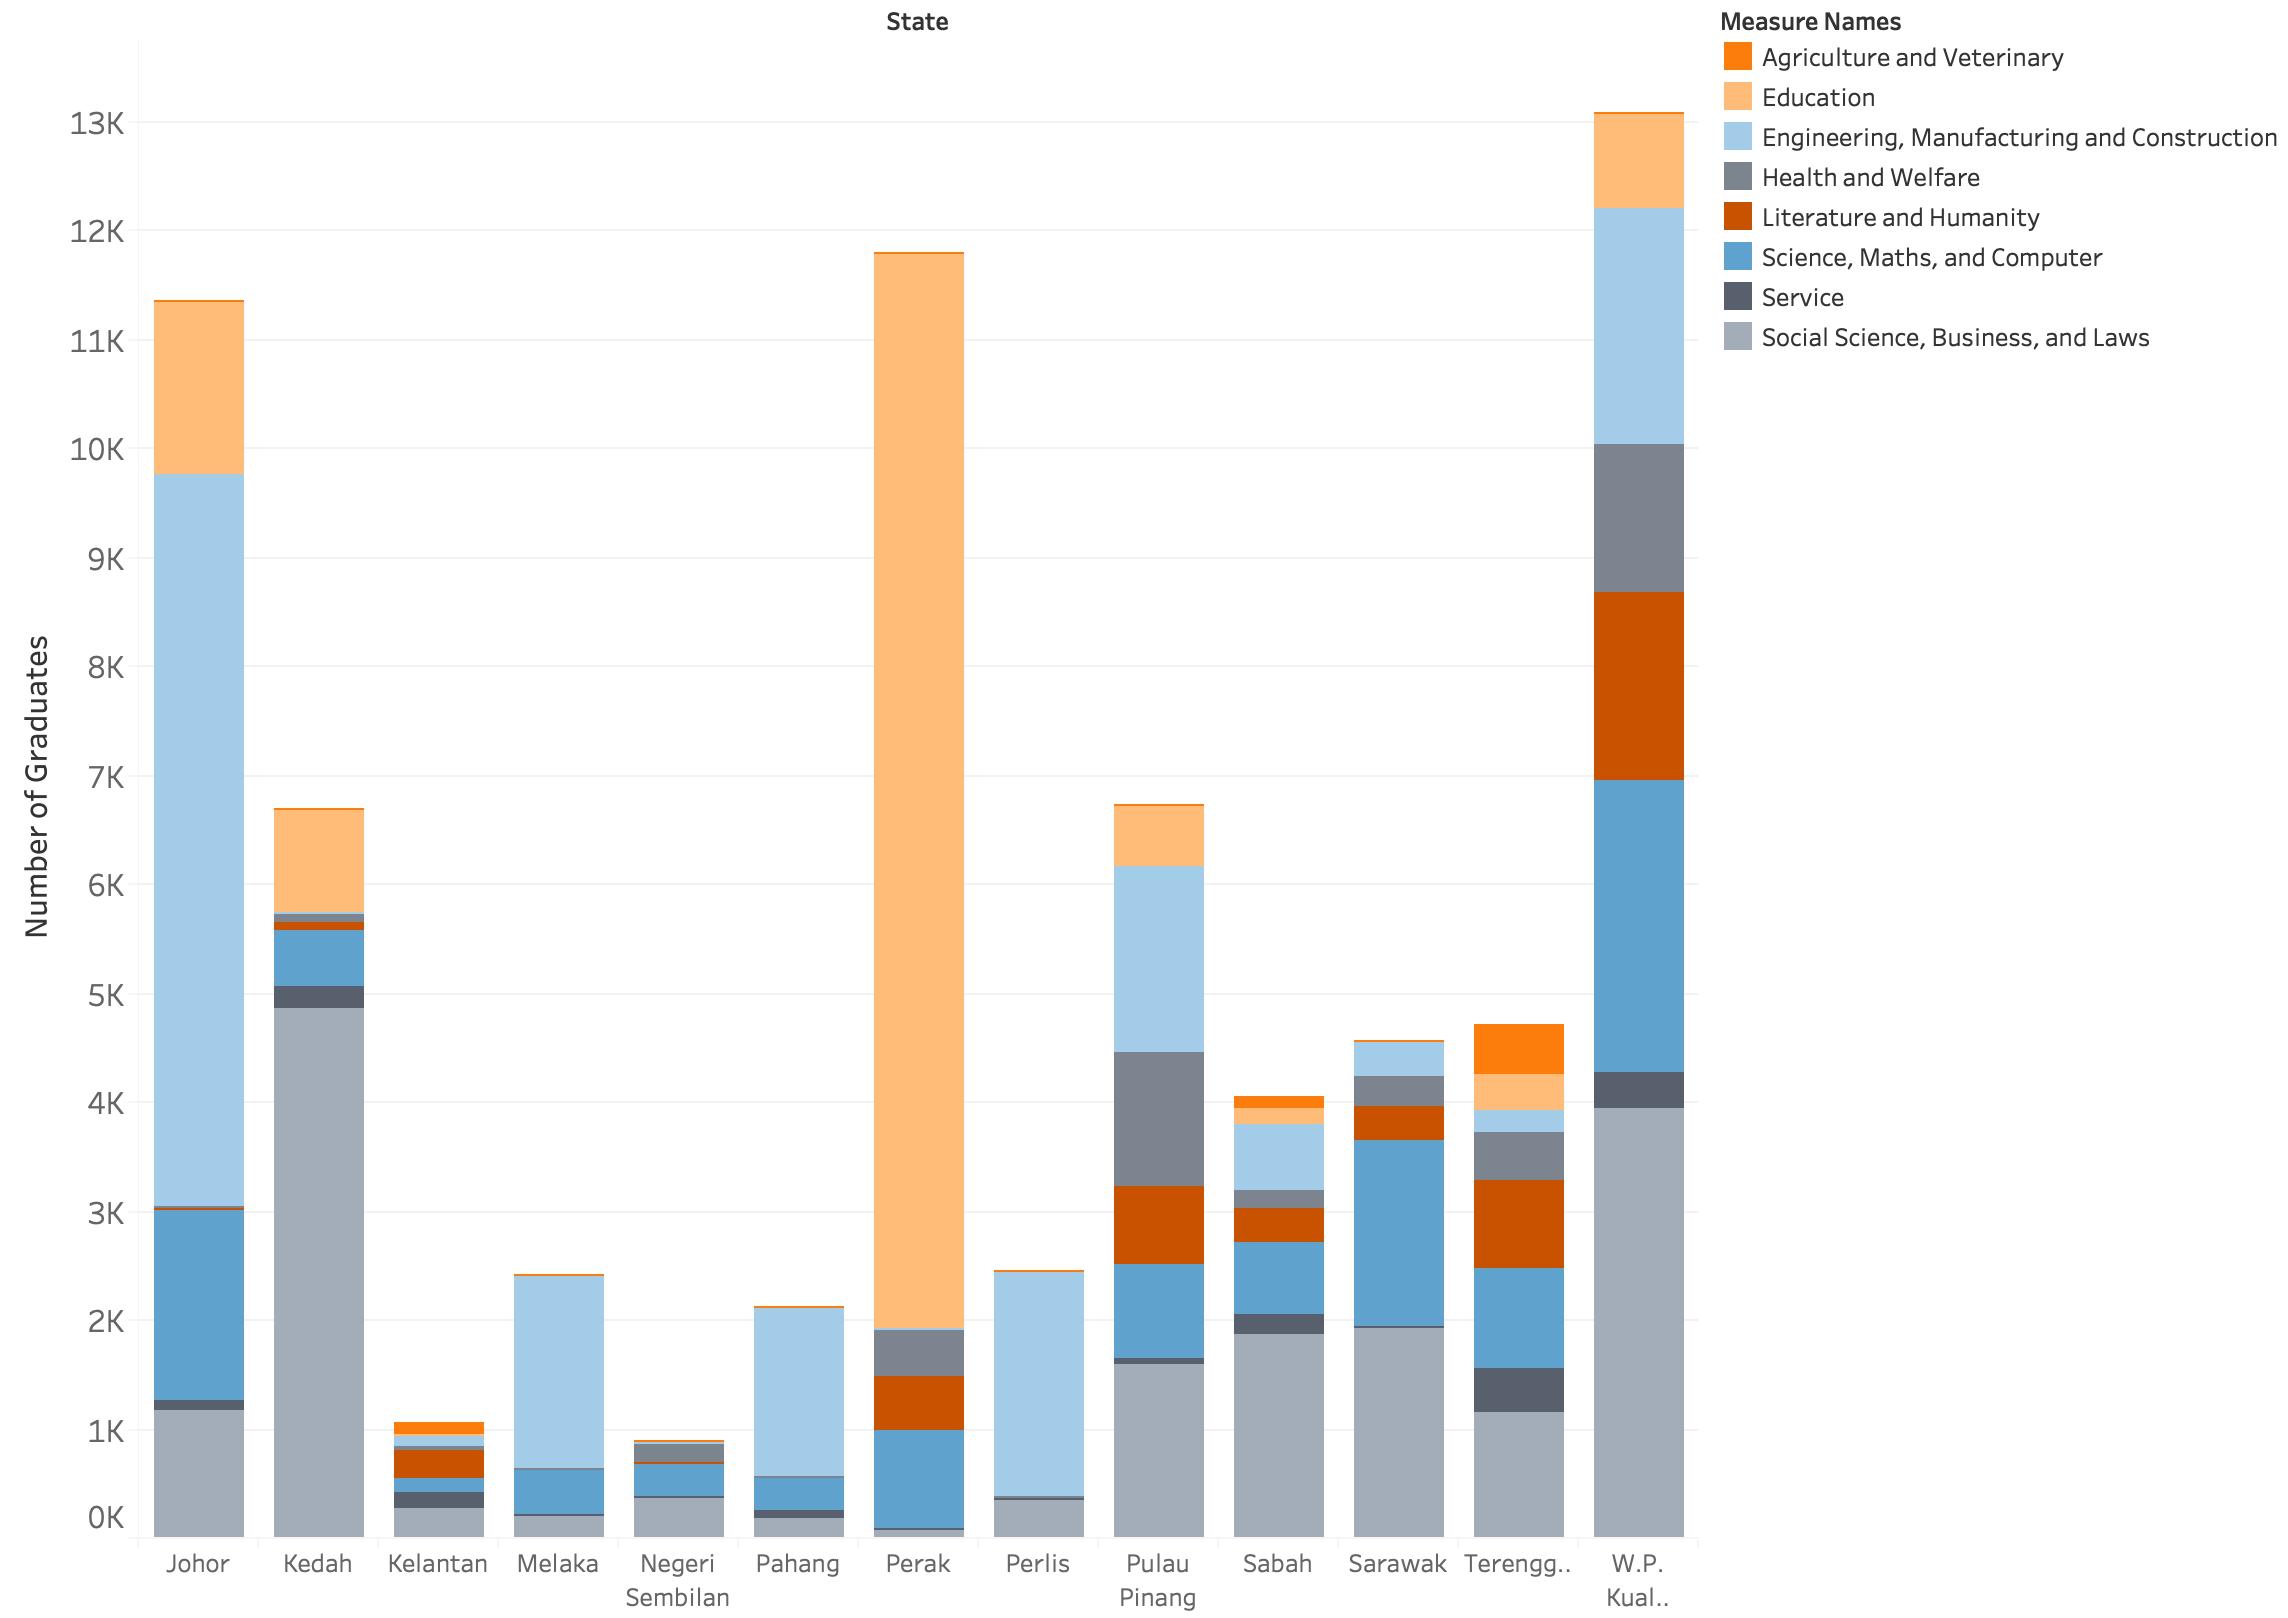 State
Measure Names
Agriculture and Veterinary
Education
Engineering, Manufacturing and Construction
Health and Welfare
Literature and Humanity
Science, Maths, and Computer
Service
Social Science, Business, and Laws
13K
12K
11K
10K
9K
8K
7K
6K
5K
4K
3K
2K
1K
0K
Number of Graduates
Johor
Kedah
Kelantan
Melaka
Negeri
Sembilan
Pahang
Perak
Perlis
Pulau
Pinang
Sabah
Sarawak
Terengg..
W.P.
Kual..